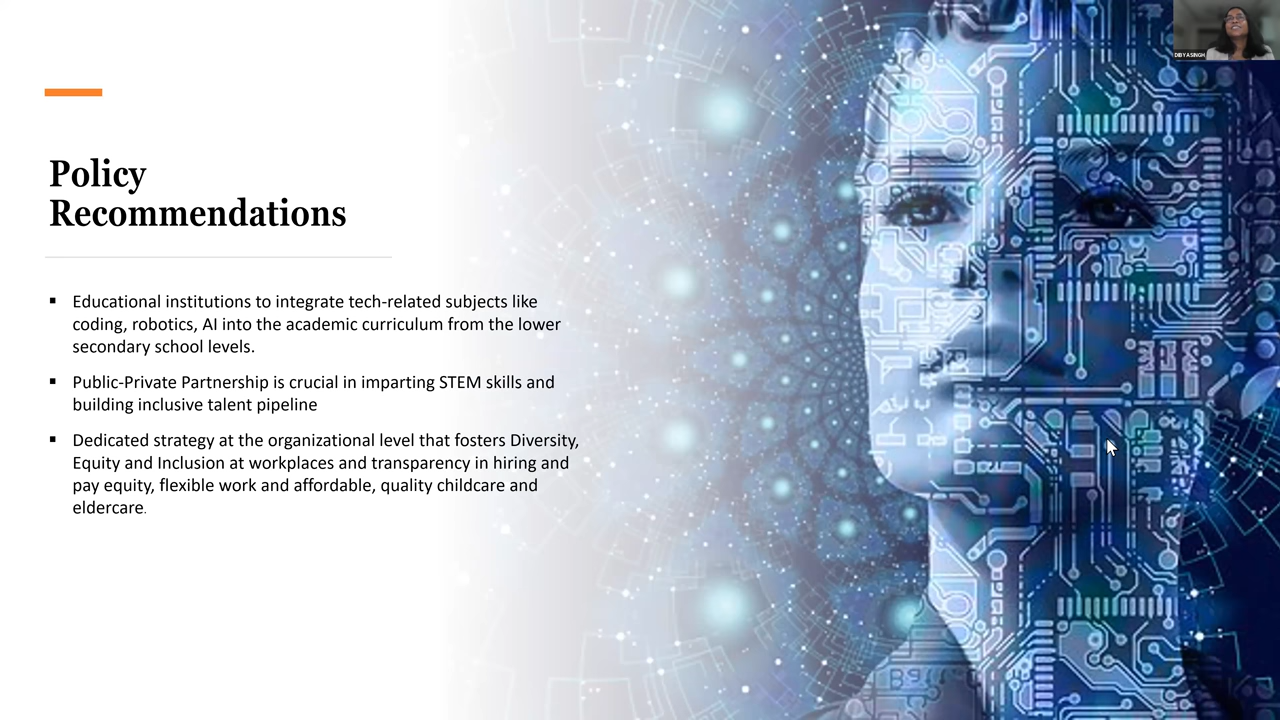 DIBYA SINGH
Policy
Recommendations
▪ Educational institutions to integrate tech-related subjects like
coding, robotics, AI into the academic curriculum from the lower
secondary school levels.
▪ Public-Private Partnership is crucial in imparting STEM skills and
building inclusive talent pipeline
▪ Dedicated strategy at the organizational level that fosters Diversity,
Equity and Inclusion at workplaces and transparency in hiring and
pay equity, flexible work and affordable, quality childcare and
eldercare.